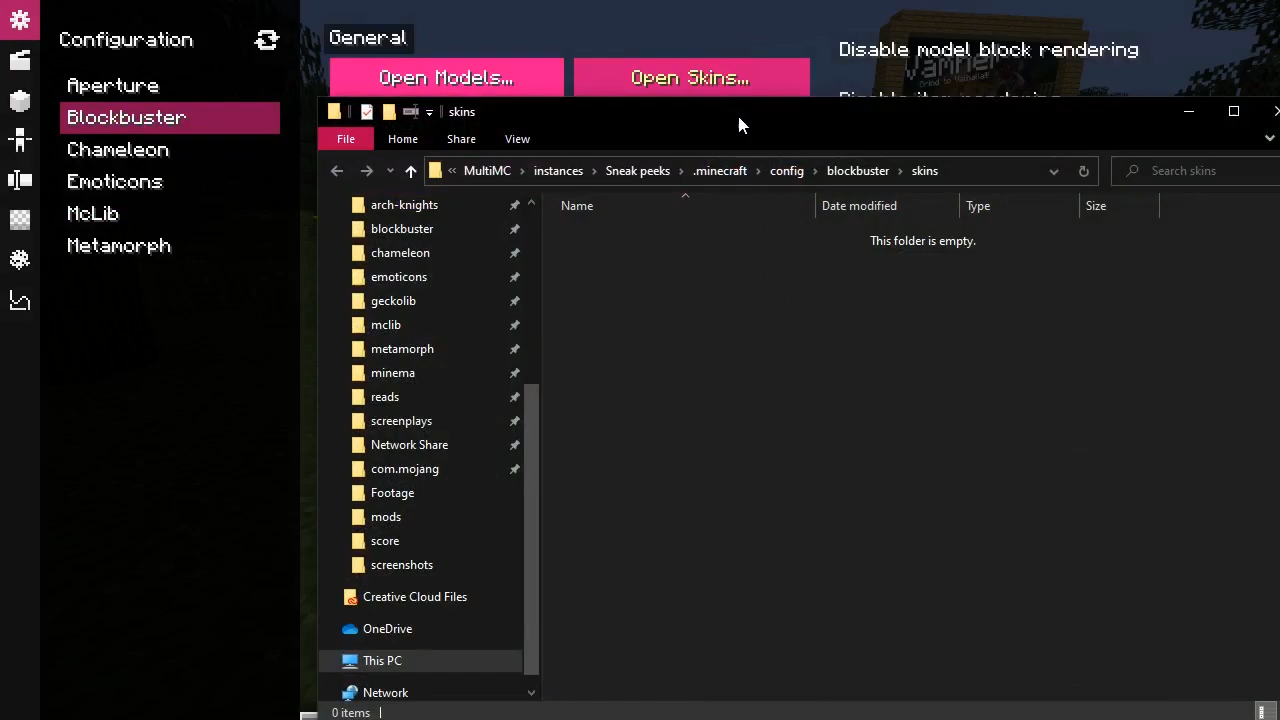 Configuration
Aperture
Blockbuster
Chameleon
Emoticons
McLib
Metamorph
General
Open Models...
Open Skins...
Disable model block rendering
skins
File
Home
Share
View
« MultiMC > instances > Sneak peeks > .minecraft > config > blockbuster > skins
Search skins
Name
Date modified
Type
Size
This folder is empty.
arch-knights
blockbuster
chameleon
emoticons
geckolib
mclib
metamorph
minema
reads
screenplays
Network Share
com.mojang
Footage
mods
score
screenshots
Creative Cloud Files
OneDrive
This PC
Network
0 items